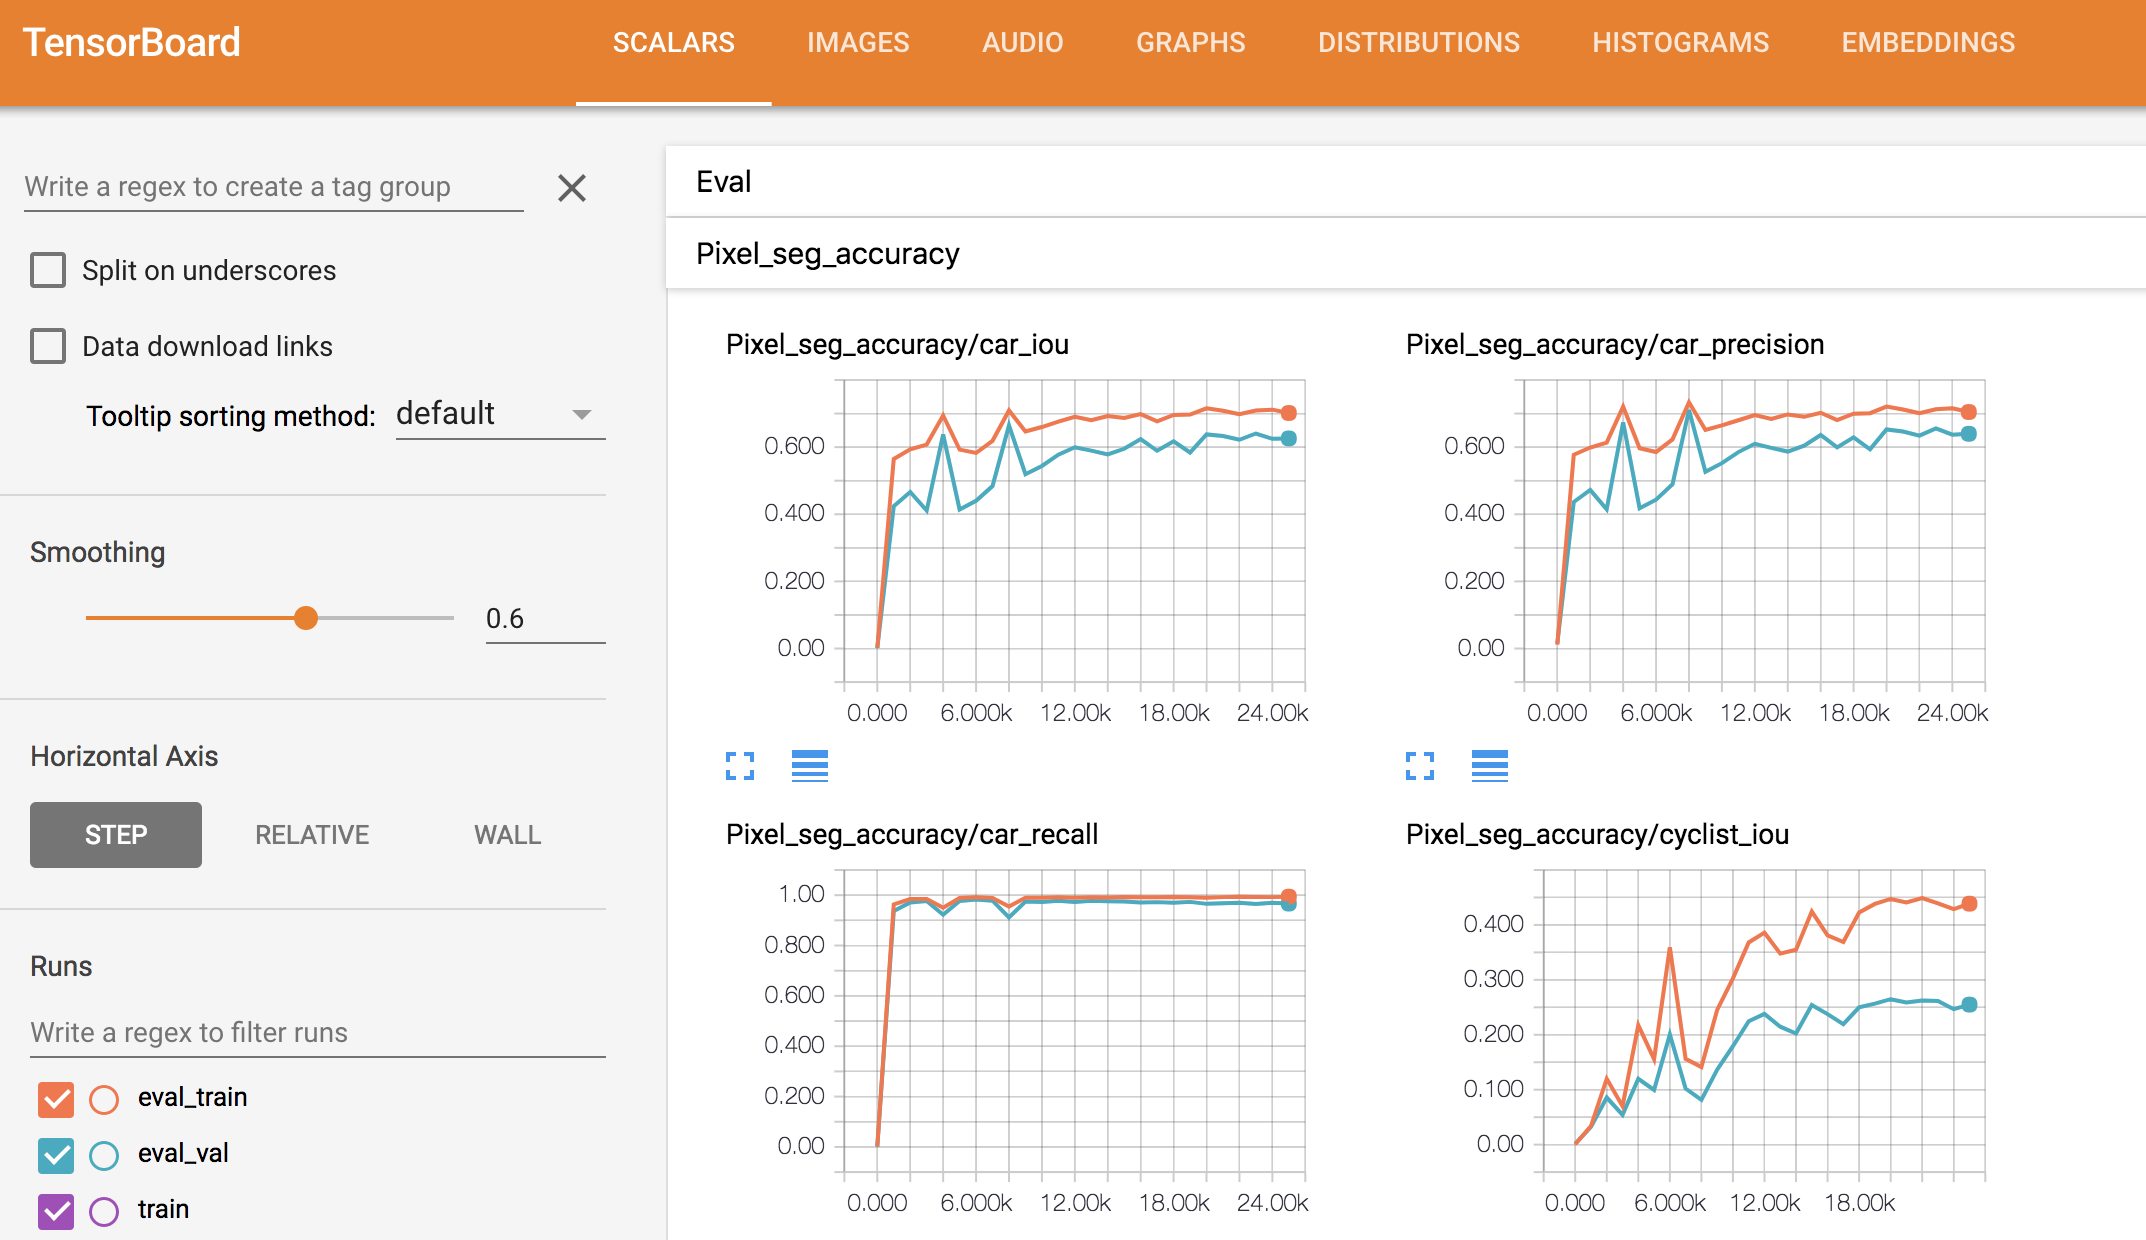 TensorBoard
SCALARS IMAGES AUDIO GRAPHS DISTRIBUTIONS HISTOGRAMS EMBEDDINGS
Write a regex to create a tag group
Split on underscores
Data download links
Tooltip sorting method: default
Smoothing
0.6
Horizontal Axis
STEP RELATIVE WALL
Runs
Write a regex to filter runs
eval_train
eval_val
train
Eval
Pixel_seg_accuracy
Pixel_seg_accuracy/car_iou
0.600
0.400
0.200
0.00
0.000 6.000k 12.00k 18.00k 24.00k
Pixel_seg_accuracy/car_precision
0.600
0.400
0.200
0.00
0.000 6.000k 12.00k 18.00k 24.00k
Pixel_seg_accuracy/car_recall
1.00
0.800
0.600
0.400
0.200
0.00
0.000 6.000k 12.00k 18.00k 24.00k
Pixel_seg_accuracy/cyclist_iou
0.400
0.300
0.200
0.100
0.00
0.000 6.000k 12.00k 18.00k